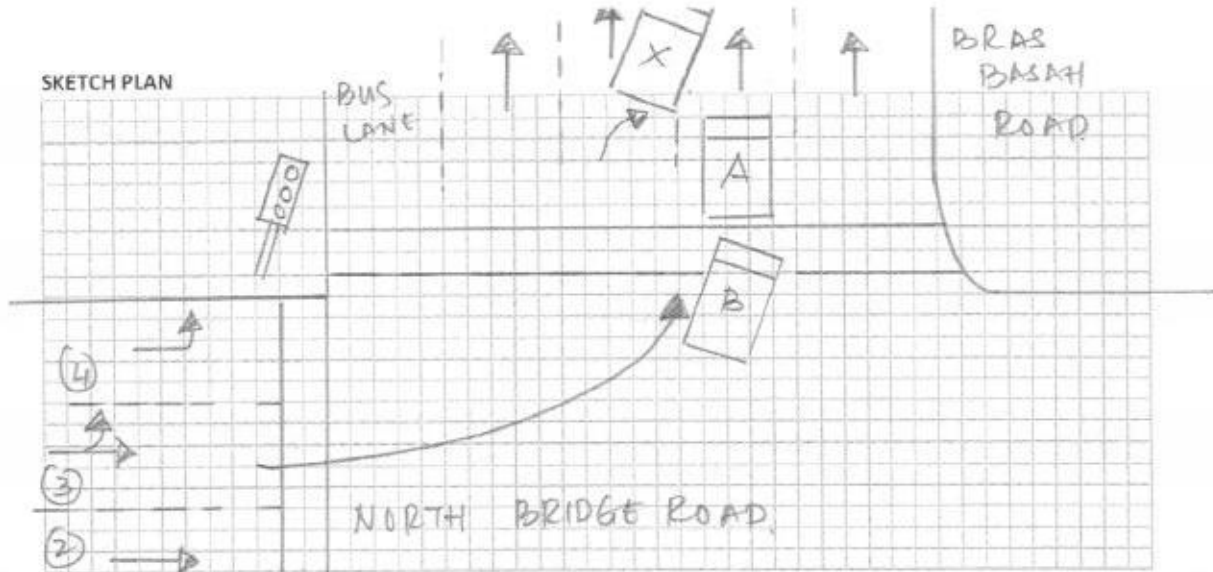 SKETCH PLAN
BUS
LANE
BRAS
BASAH
ROAD
X
A
B
4
3
2
NORTH BRIDGE ROAD.